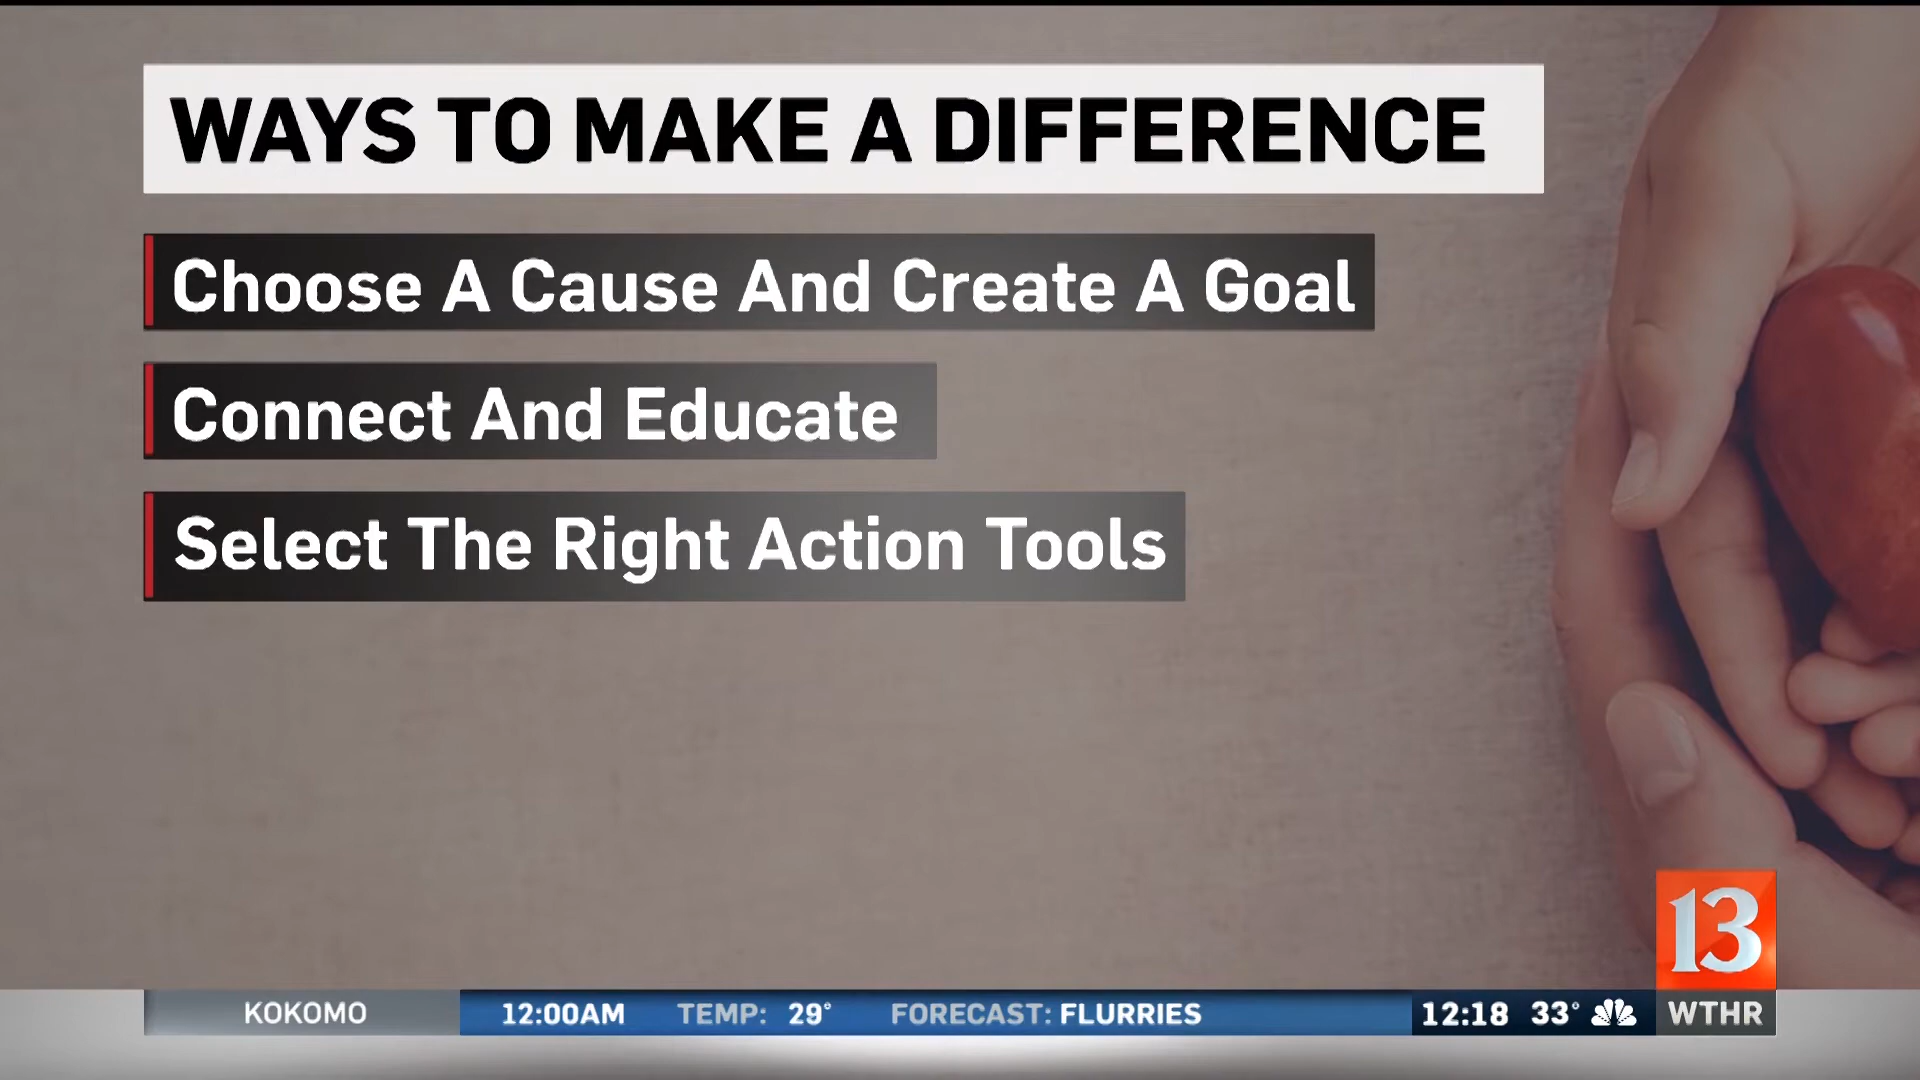 WAYS TO MAKE A DIFFERENCE
Choose A Cause And Create A Goal
Connect And Educate
Select The Right Action Tools
13
KOKOMO 12:00AM TEMP: 29° FORECAST: FLURRIES 12:18 33° WTHR